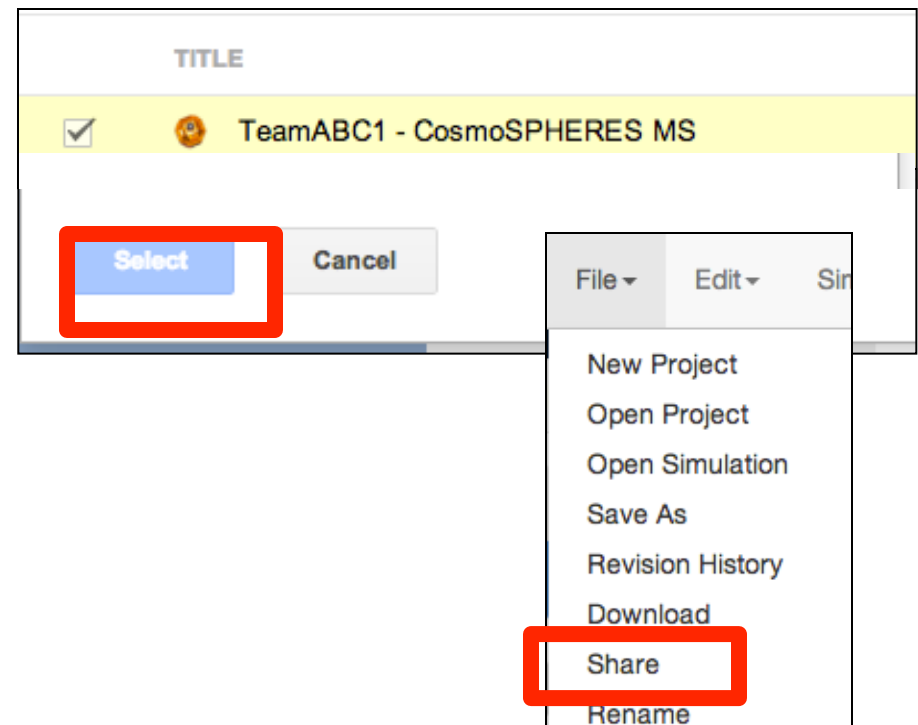 TITLE
TeamABC1 - CosmoSPHERES MS
Select Cancel
File Edit
New Project
Open Project
Open Simulation
Save As
Revision History
Download
Share
Rename